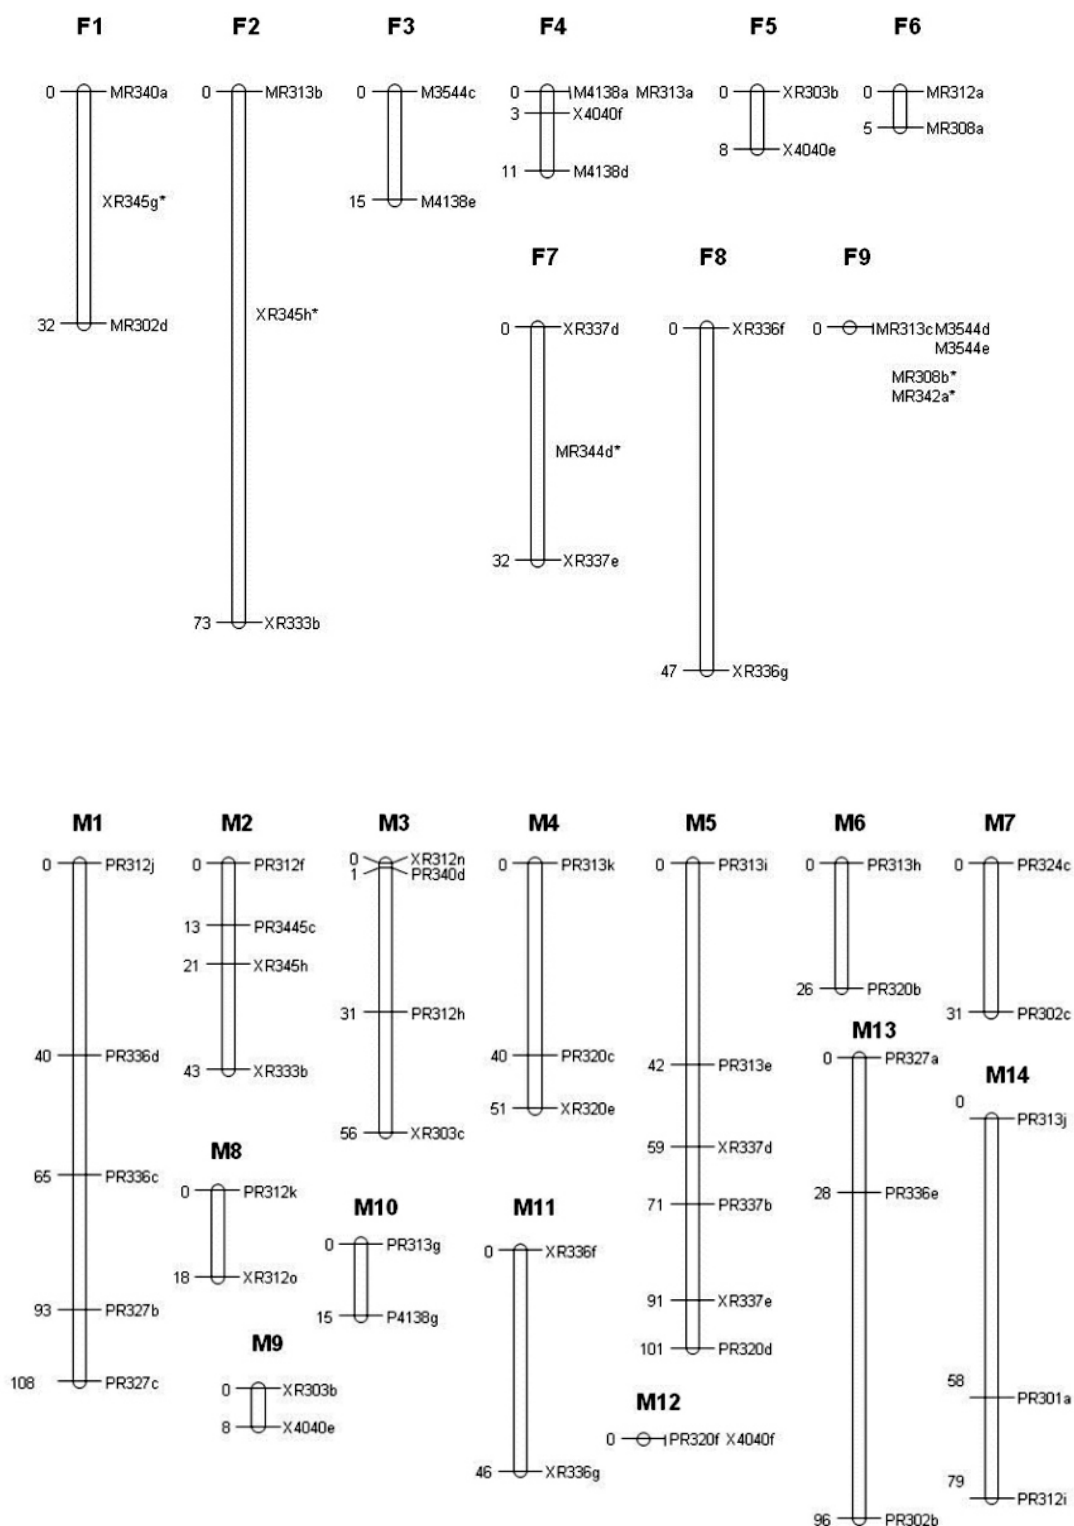 F1 F2 F3 F4 F5 F6
0 MR340a 0 MR313b 0 M3544c 0 M4138a MR313a 0 XR303b 0 MR312a
3 X4040f
5 MR308a
8 X4040e
11 M4138d
XR345g* 15 M4138e
F7 F8 F9
XR345h*
32 MR302d 0 XR337d 0 XR336f 0 MR313c M3544d
M3544e
MR308b*
MR342a*
MR344d*
32 XR337e
73 XR333b
47 XR336g
M1 M2 M3 M4 M5 M6 M7
0 PR312j 0 PR312f 0 XR312n 0 PR313k 0 PR313i 0 PR313h 0 PR324c
1 PR340d
13 PR3445c
21 XR345h
26 PR320b
31 PR312h 31 PR302c
M13
40 PR336d 40 PR320c 0 PR327a
42 PR313e
43 XR333b M14
51 XR320e 0 PR313j
56 XR303c
59 XR337d
M8
65 PR336c
0 PR312k 28 PR336e
71 PR337b
M10 M11
0 PR313g 0 XR336f
18 XR312o
91 XR337e
93 PR327b 15 P4138g
M9 101 PR320d
108 PR327c 0 XR303b 58 PR301a
M12
8 X4040e
0 PR320f X4040f
46 XR336g
79 PR312i
96 PR302b